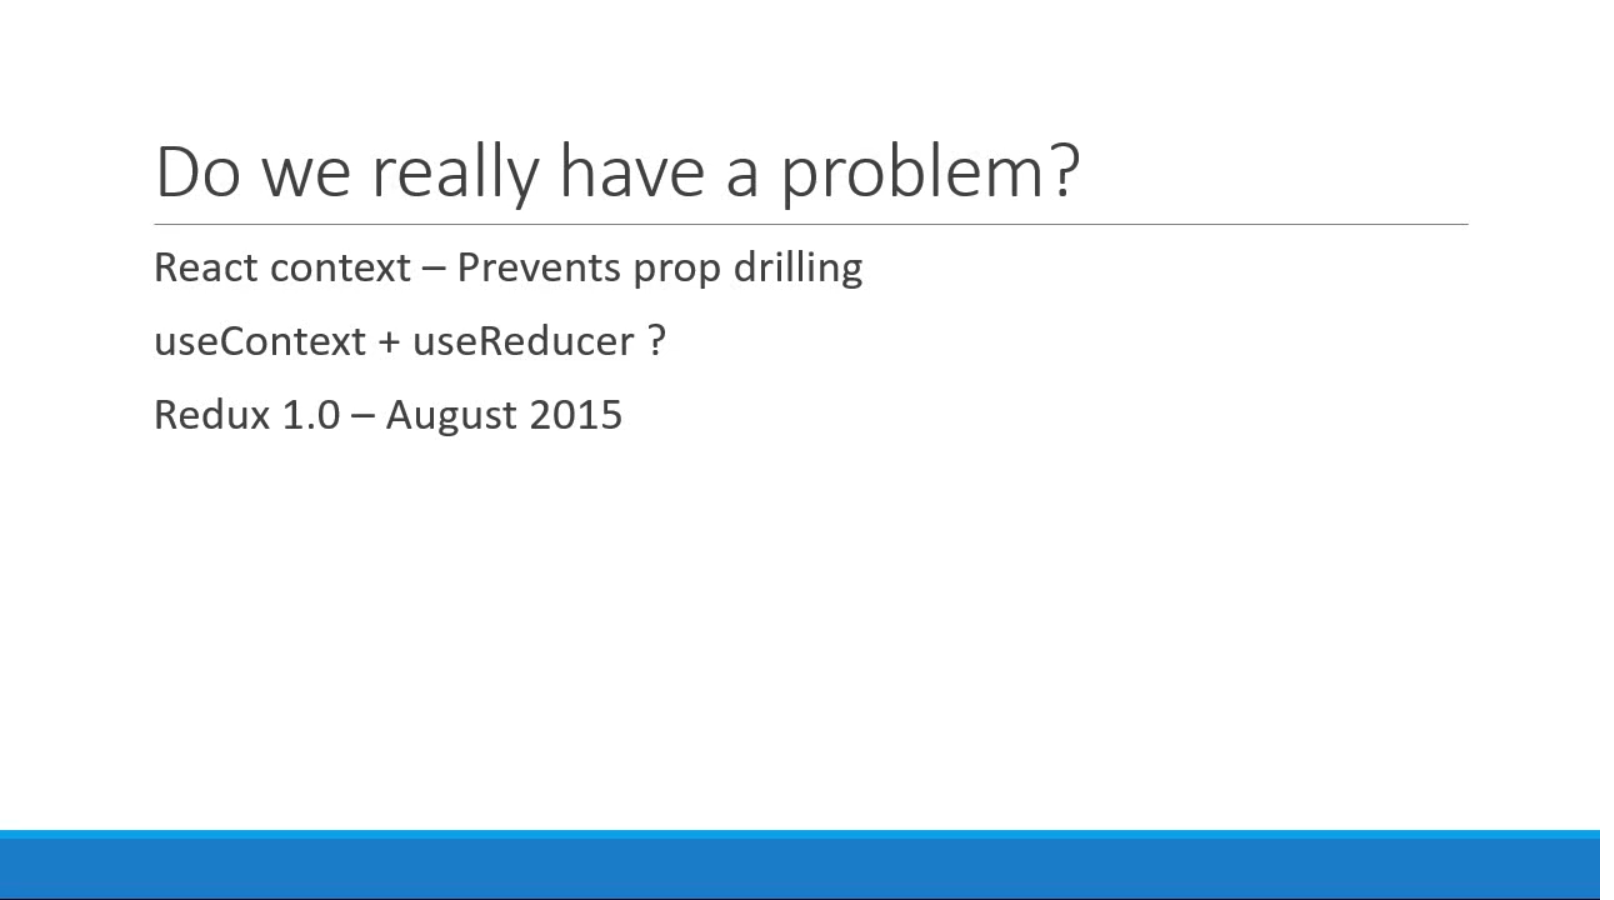 Do we really have a problem?
React context – Prevents prop drilling
useContext + useReducer ?
Redux 1.0 – August 2015